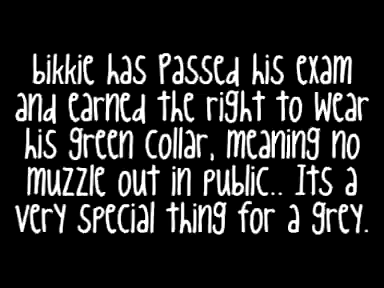 bikkie has passed his exam
and earned the right to wear
his green collar, meaning no
muzzle out in public.. Its a
very special thing for a grey.